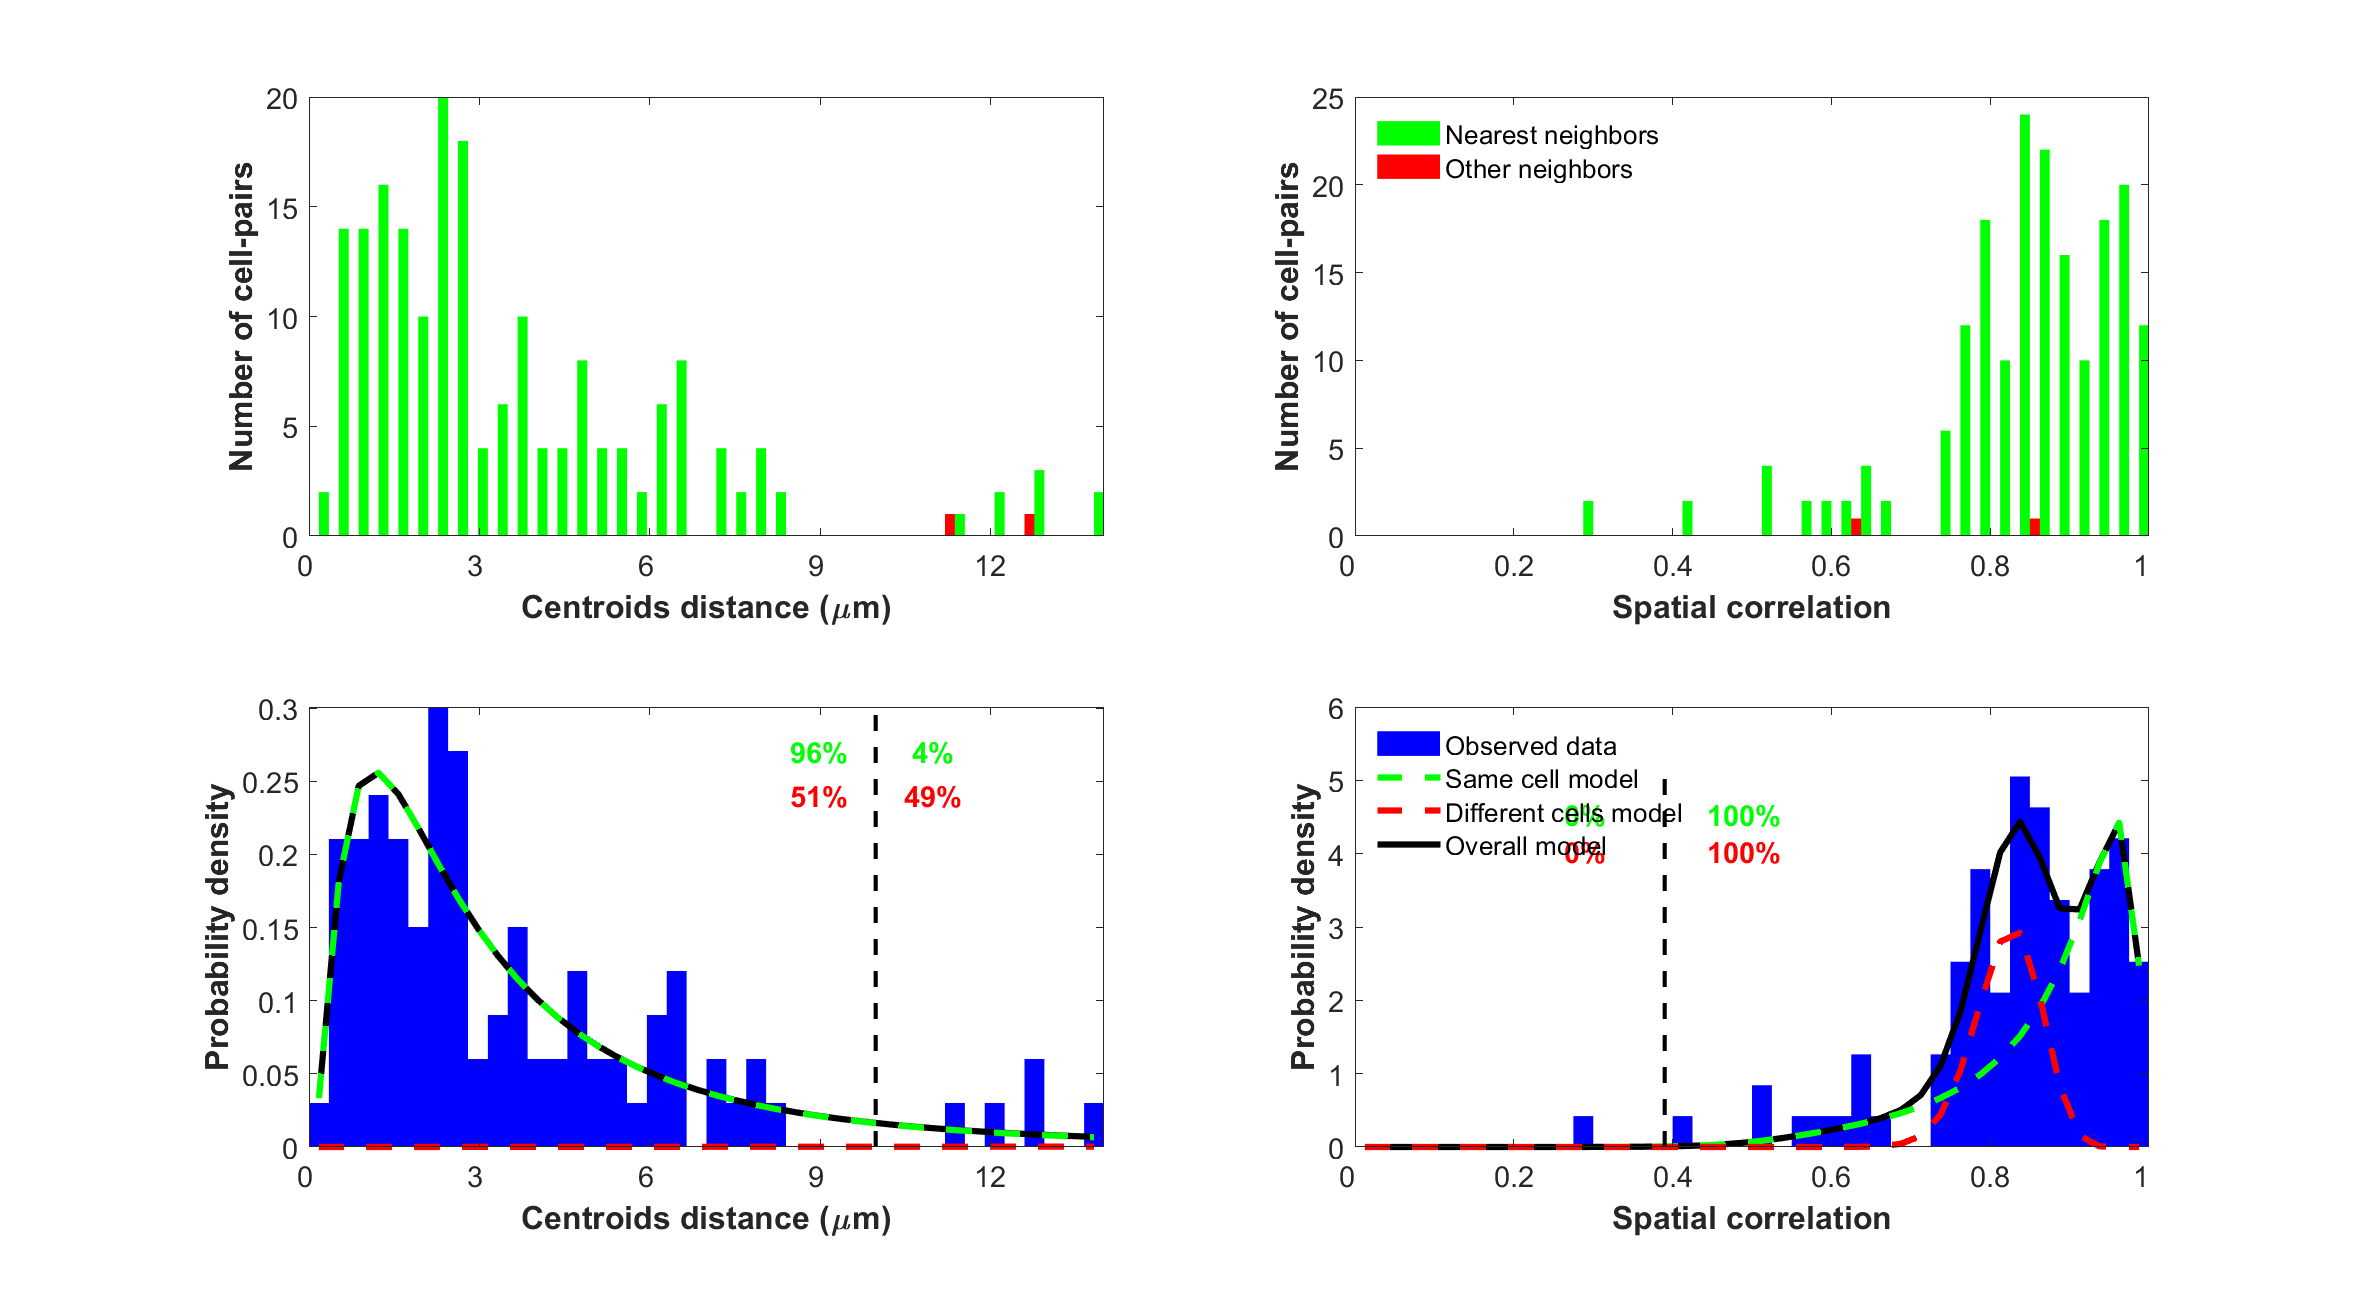 20
15
10
5
0
0 3 6 9 12
Number of cell-pairs
Centroids distance (μm)
25
20
15
10
5
0
0 0.2 0.4 0.6 0.8 1
Number of cell-pairs
Spatial correlation
Nearest neighbors
Other neighbors
0.3
0.25
0.2
0.15
0.1
0.05
0
0 3 6 9 12
Probability density
Centroids distance (μm)
96% 4%
51% 49%
6
5
4
3
2
1
0
0 0.2 0.4 0.6 0.8 1
Probability density
Spatial correlation
Observed data
Same cell model
Different cells model
Overall model
0% 100%
0% 100%